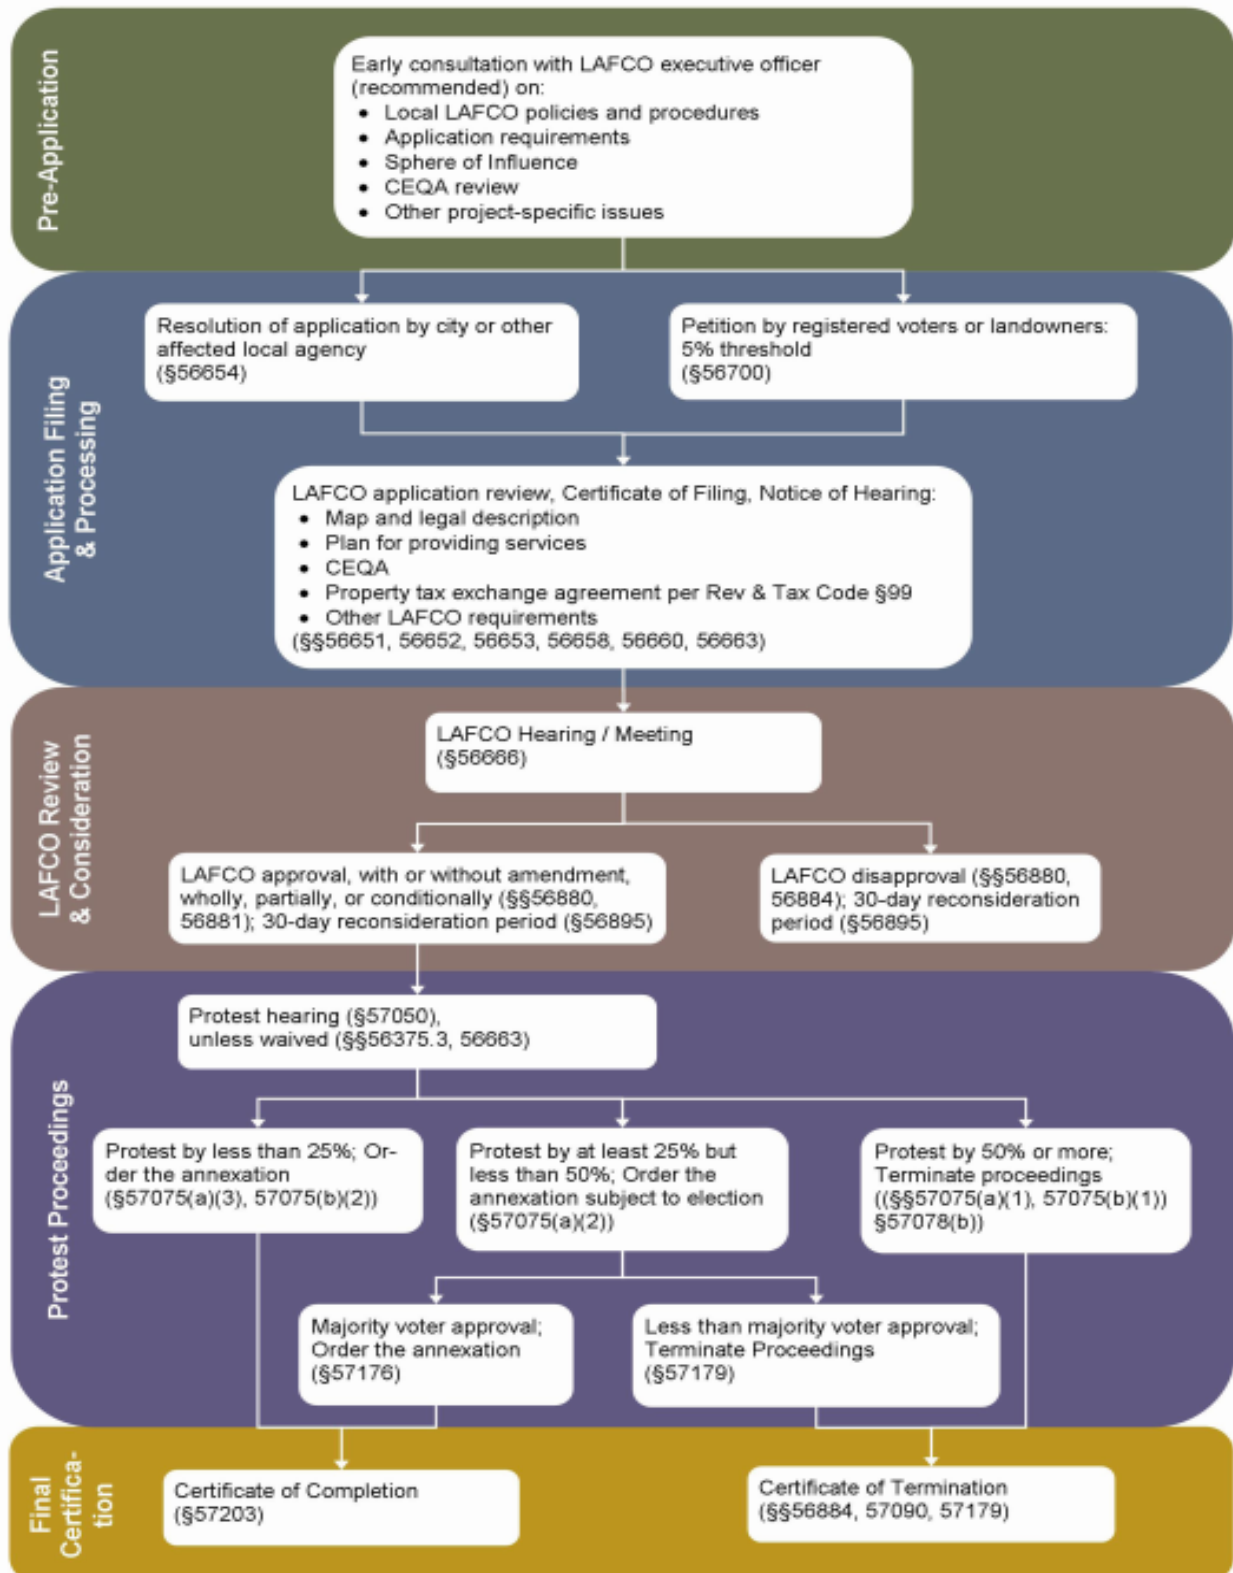 Pre-Application
Early consultation with LAFCO executive officer
(recommended) on:
• Local LAFCO policies and procedures
• Application requirements
• Sphere of Influence
• CEQA review
• Other project-specific issues
Application Filing
& Processing
Resolution of application by city or other
affected local agency
(§56654)
Petition by registered voters or landowners:
5% threshold
(§56700)
LAFCO application review, Certificate of Filing, Notice of Hearing:
• Map and legal description
• Plan for providing services
• CEQA
• Property tax exchange agreement per Rev & Tax Code §99
• Other LAFCO requirements
(§§56651, 56652, 56653, 56658, 56660, 56663)
LAFCO Review
& Consideration
LAFCO Hearing / Meeting
(§56666)
LAFCO approval, with or without amendment,
wholly, partially, or conditionally (§§56880,
56881); 30-day reconsideration period (§56895)
LAFCO disapproval (§§56880,
56884); 30-day reconsideration
period (§56895)
Protest Proceedings
Protest hearing (§57050),
unless waived (§§56375.3, 56663)
Protest by less than 25%; Or-
der the annexation
(§57075(a)(3), 57075(b)(2))
Protest by at least 25% but
less than 50%; Order the
annexation subject to election
(§57075(a)(2))
Protest by 50% or more;
Terminate proceedings
((§§57075(a)(1), 57075(b)(1))
§57078(b))
Majority voter approval;
Order the annexation
(§57176)
Less than majority voter approval;
Terminate Proceedings
(§57179)
Final
Certifica-
tion
Certificate of Completion
(§57203)
Certificate of Termination
(§§56884, 57090, 57179)